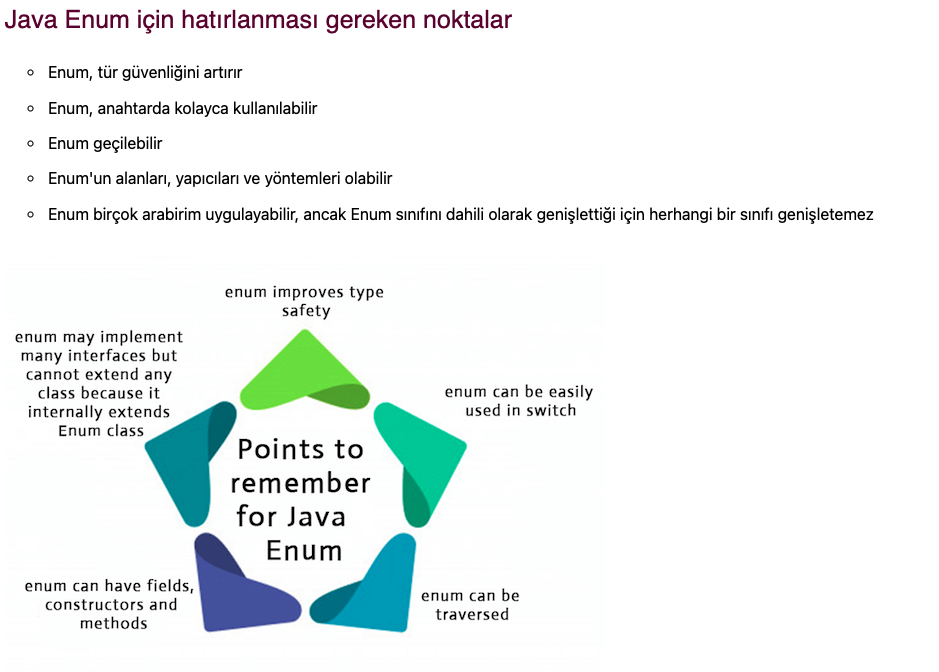 Java Enum için hatırlanması gereken noktalar
Enum, tür güvenliğini artırır
Enum, anahtarda kolayca kullanılabilir
Enum geçilebilir
Enum'un alanları, yapıcıları ve yöntemleri olabilir
Enum birçok arabirim uygulayabilir, ancak Enum sınıfını dahili olarak genişlettiği için herhangi bir sınıfı genişletemez
enum improves type
safety
enum may implement
many interfaces but
cannot extend any
class because it
internally extends
Enum class
enum can be easily
used in switch
Points to
remember
for Java
Enum
enum can have fields,
constructors and
methods
enum can be
traversed